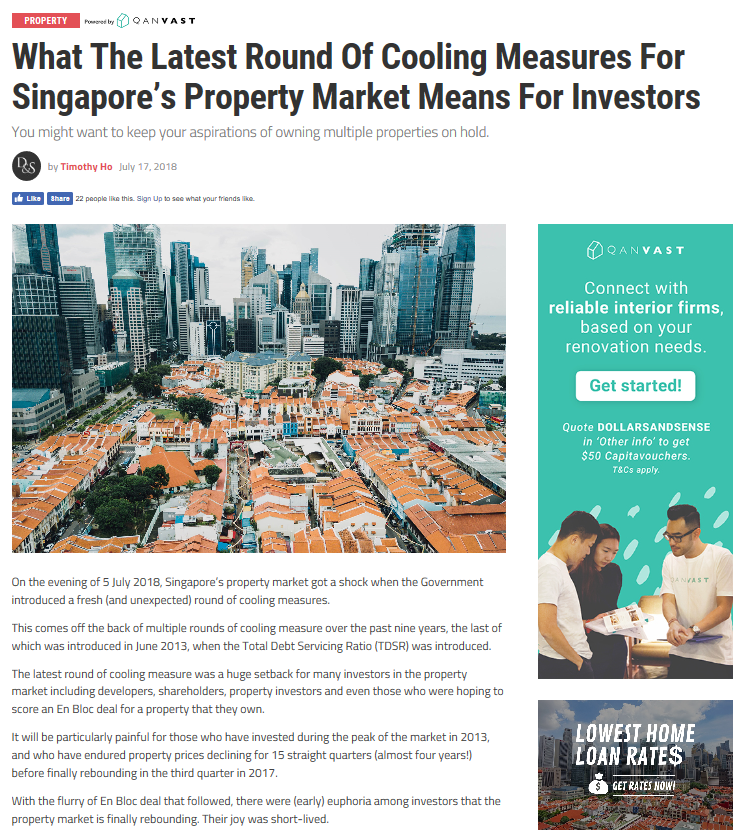 PROPERTY Powered by QANVAST
What The Latest Round Of Cooling Measures For
Singapore’s Property Market Means For Investors
You might want to keep your aspirations of owning multiple properties on hold.
D&S by Timothy Ho July 17, 2018
Like Share 22 people like this. Sign Up to see what your friends like.
On the evening of 5 July 2018, Singapore’s property market got a shock when the Government
introduced a fresh (and unexpected) round of cooling measures.
This comes off the back of multiple rounds of cooling measure over the past nine years, the last of
which was introduced in June 2013, when the Total Debt Servicing Ratio (TDSR) was introduced.
The latest round of cooling measure was a huge setback for many investors in the property
market including developers, shareholders, property investors and even those who were hoping to
score an En Bloc deal for a property that they own.
It will be particularly painful for those who have invested during the peak of the market in 2013,
and who have endured property prices declining for 15 straight quarters (almost four years!)
before finally rebounding in the third quarter in 2017.
With the flurry of En Bloc deal that followed, there were (early) euphoria among investors that the
property market is finally rebounding. Their joy was short-lived.
QANVAST
Connect with
reliable interior firms,
based on your
renovation needs.
Get started!
Quote DOLLARSANDSENSE
in ‘Other info’ to get
$50 Capitavouchers.
T&Cs apply.
QANVAST
LOWEST HOME
LOAN RATE$
$ GET RATES NOW!